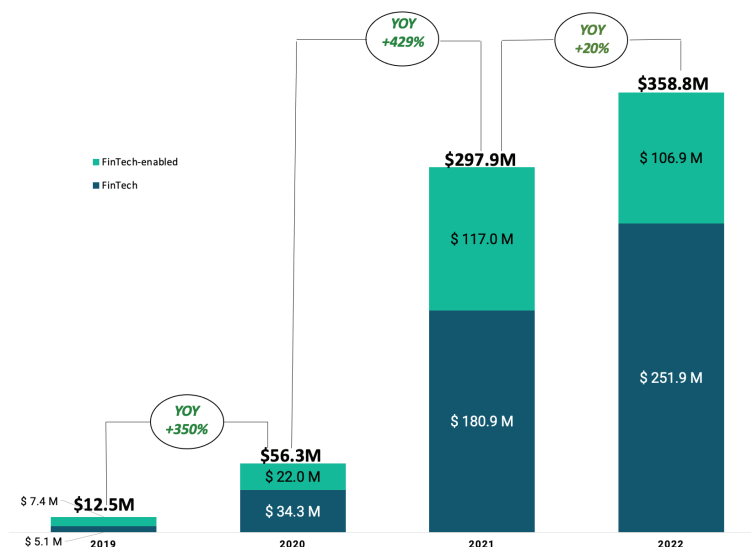 YOY
+429%
YOY
+20%
$358.8M
FinTech-enabled
FinTech
$297.9M
$ 106.9 M
$ 117.0 M
$ 251.9 M
$ 180.9 M
YOY
+350%
$56.3M
$ 22.0 M
$ 7.4 M
$12.5M
$ 34.3 M
$ 5.1 M
2019
2020
2021
2022